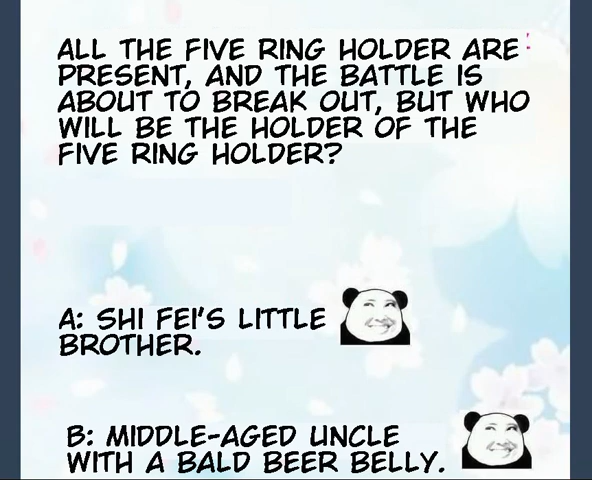 ALL THE FIVE RING HOLDER ARE
PRESENT, AND THE BATTLE IS
ABOUT TO BREAK OUT, BUT WHO
WILL BE THE HOLDER OF THE
FIVE RING HOLDER?
A: SHI FEI'S LITTLE
BROTHER.
B: MIDDLE-AGED UNCLE
WITH A BALD BEER BELLY.